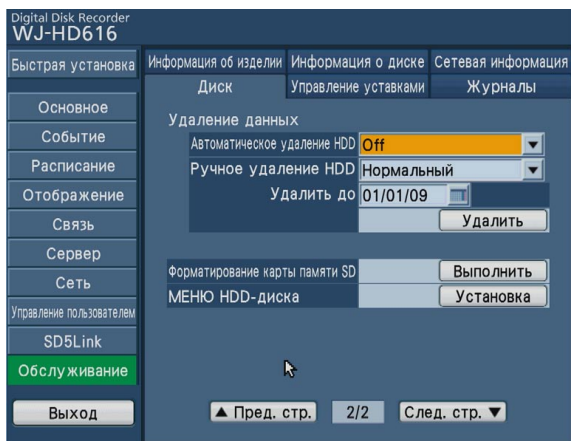 Digital Disk Recorder
WJ-HD616
Быстрая установка
Основное
Событие
Расписание
Отображение
Связь
Сервер
Сеть
Управление пользователем
SD5Link
Обслуживание
Выход
Информация об изделии Информация о диске Сетевая информация
Диск Управление уставками Журналы
Удаление данных
Автоматическое удаление HDD Off
Ручное удаление HDD Нормальный
Удалить до 01/01/09
Удалить
Форматирование карты памяти SD Выполнить
МЕНЮ HDD-диска Установка
▲ Пред. стр. 2/2 След. стр. ▼